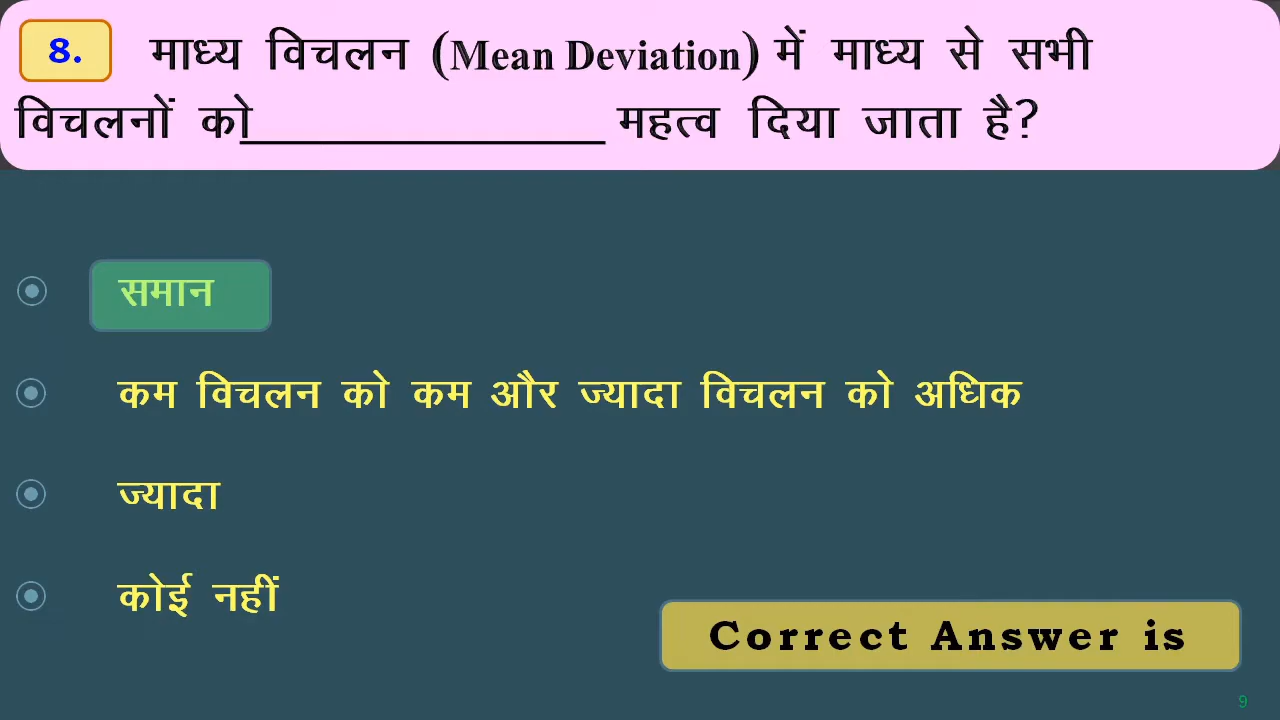 8. माध्य विचलन (Mean Deviation) में माध्य से सभी
विचलनों को______________ महत्व दिया जाता है?
समान
कम विचलन को कम और ज्यादा विचलन को अधिक
ज्यादा
कोई नहीं
Correct Answer is
9